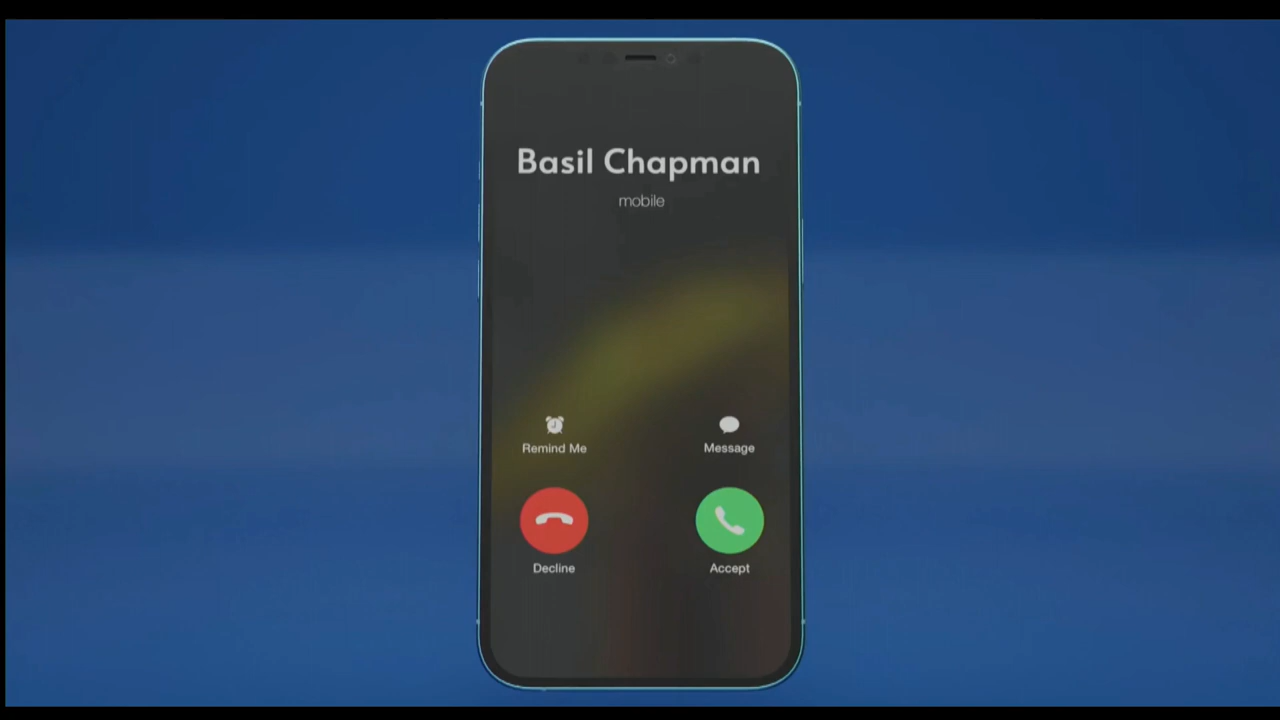 Basil Chapman
mobile
Remind Me
Message
Decline
Accept